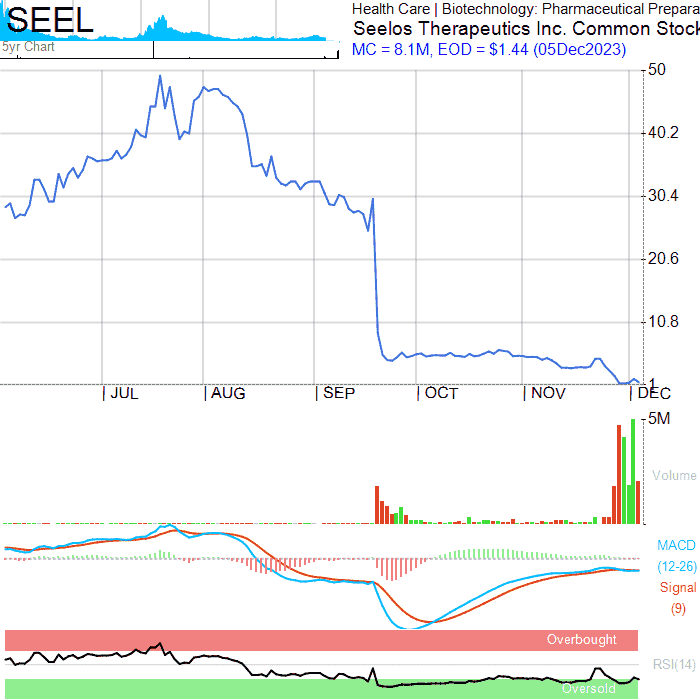 SEEL
5yr Chart
Health Care | Biotechnology: Pharmaceutical Prepara
Seelos Therapeutics Inc. Common Stock
MC = 8.1M, EOD = $1.44 (05Dec2023)
50
40.2
30.4
20.6
10.8
1
JUL
AUG
SEP
OCT
NOV
DEC
5M
Volume
MACD
(12-26)
Signal
(9)
Overbought
RSI(14)
Oversold